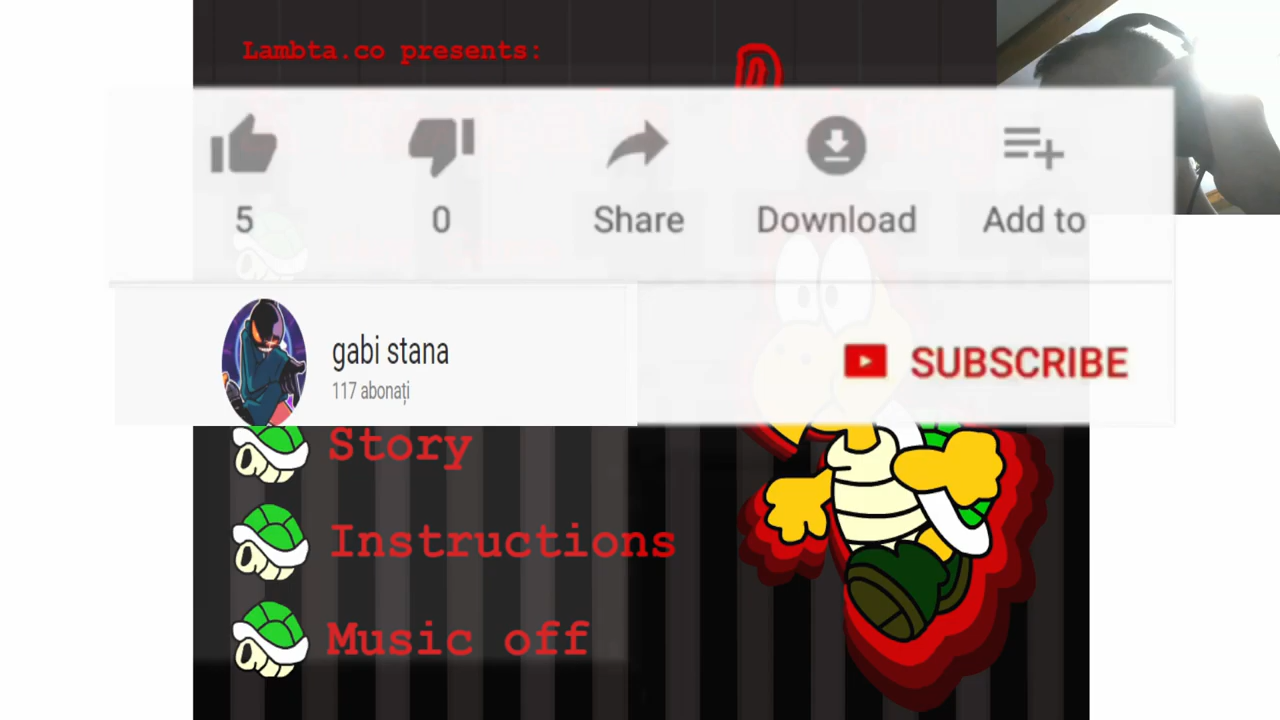 Lambta.co presents:
5
0
Share
Download
Add to
gabi stana
117 abonați
SUBSCRIBE
Story
Instructions
Music off